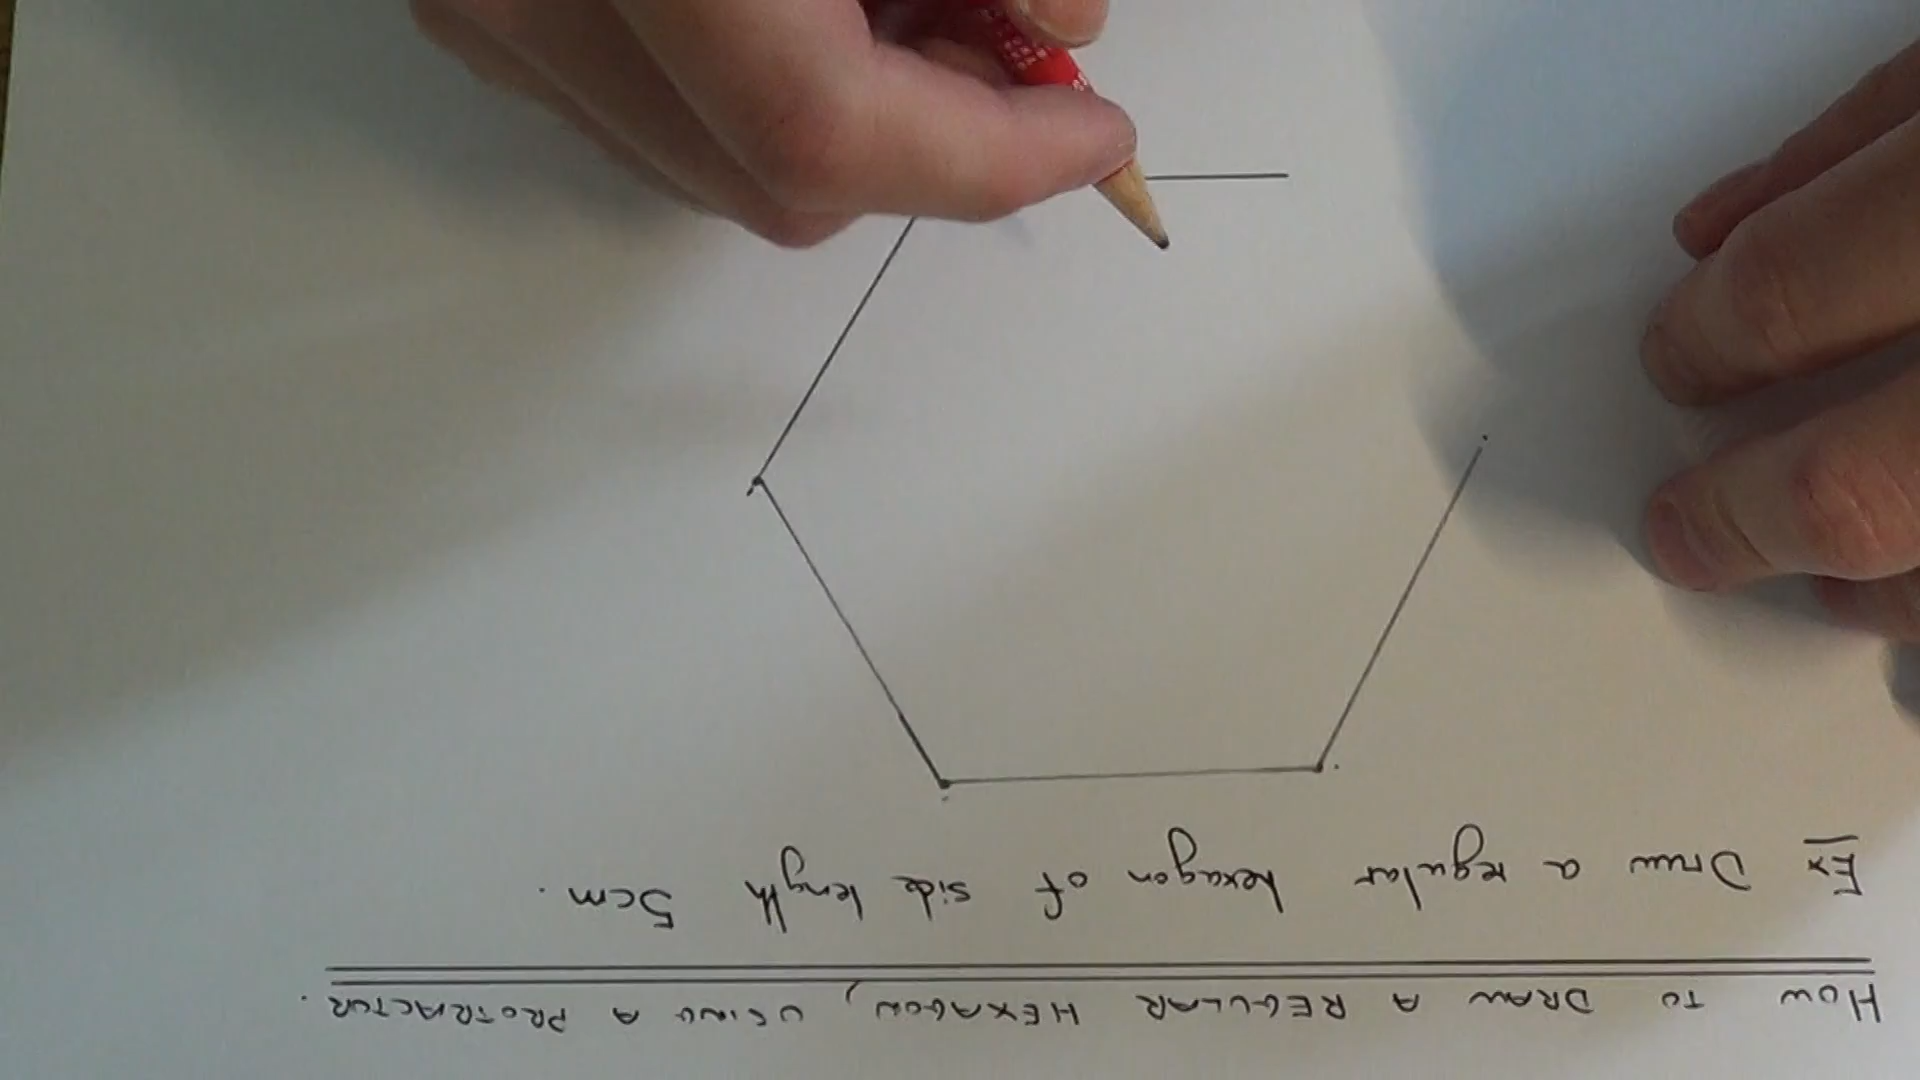 HOW TO DRAW A REGULAR HEXAGON, USING A PROTRACTOR.
Ex Draw a regular hexagon of side length 5cm.